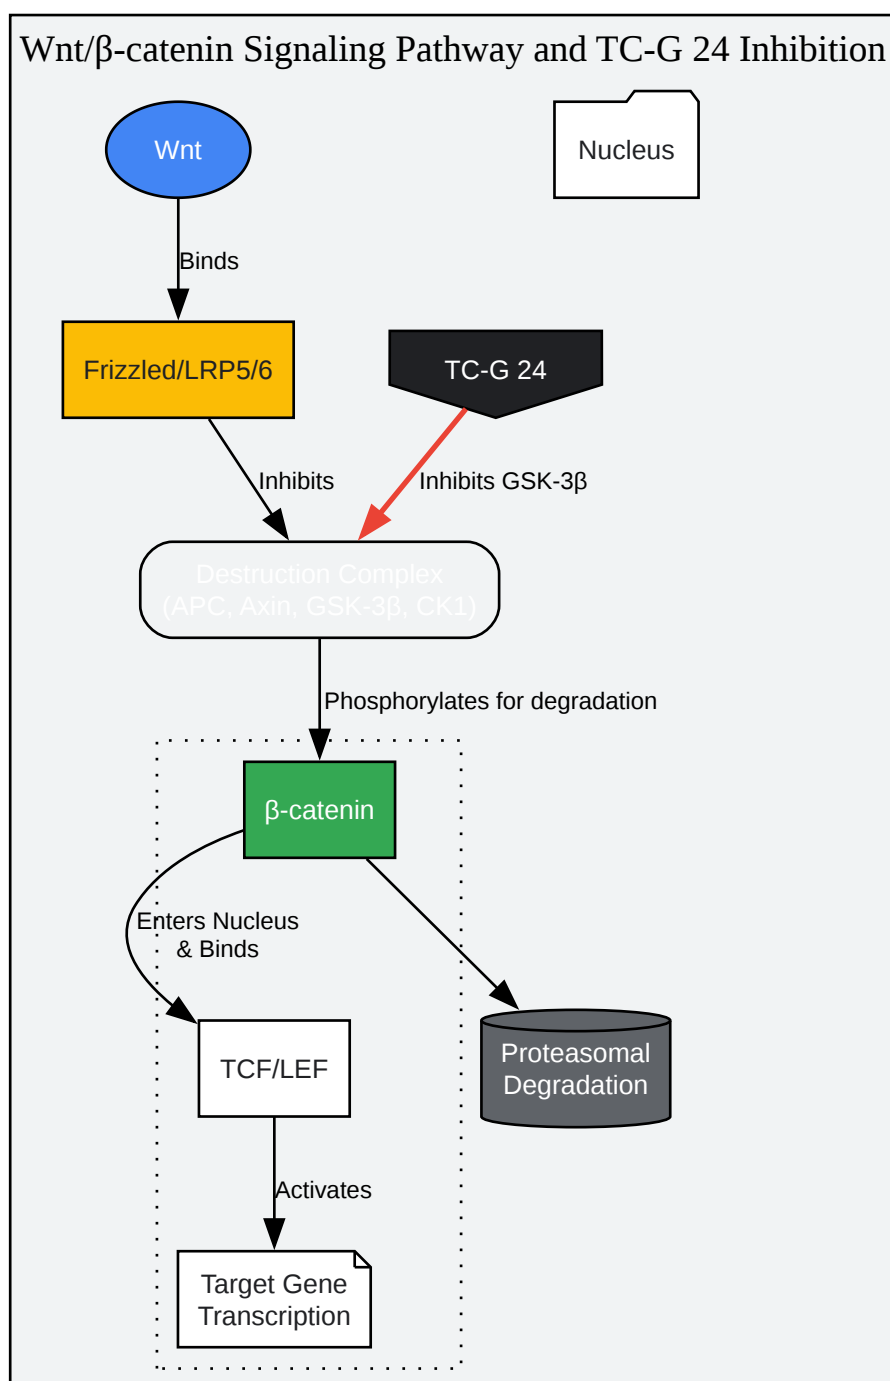 Wnt/β-catenin Signaling Pathway and TC-G 24 Inhibition
Wnt
Nucleus
Binds
Frizzled/LRP5/6
TC-G 24
Inhibits
Inhibits GSK-3β
Destruction Complex
(APC, Axin, GSK-3β, CK1)
Phosphorylates for degradation
β-catenin
Enters Nucleus
& Binds
TCF/LEF
Proteasomal
Degradation
Activates
Target Gene
Transcription